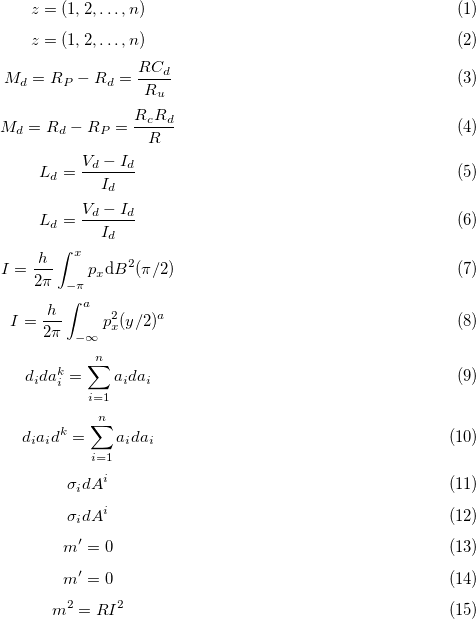 z = (1, 2, . . . , n) (1)
z = (1, 2, . . . , n) (2)
M_d = R_P − R_d = \frac{RC_d}{R_u} (3)
M_d = R_d − R_P = \frac{R_c R_d}{R} (4)
L_d = \frac{V_d − I_d}{I_d} (5)
L_d = \frac{V_d − I_d}{I_d} (6)
I = \frac{h}{2π} \int_{−π}^{x} p_x dB^2(π/2) (7)
I = \frac{h}{2π} \int_{−∞}^{a} p_x^2(y/2)^a (8)
d_i da_i^k = \sum_{i=1}^{n} a_i da_i (9)
d_i a_i d^k = \sum_{i=1}^{n} a_i da_i (10)
σ_i dA^i (11)
σ_i dA^i (12)
m′ = 0 (13)
m′ = 0 (14)
m^2 = RI^2 (15)